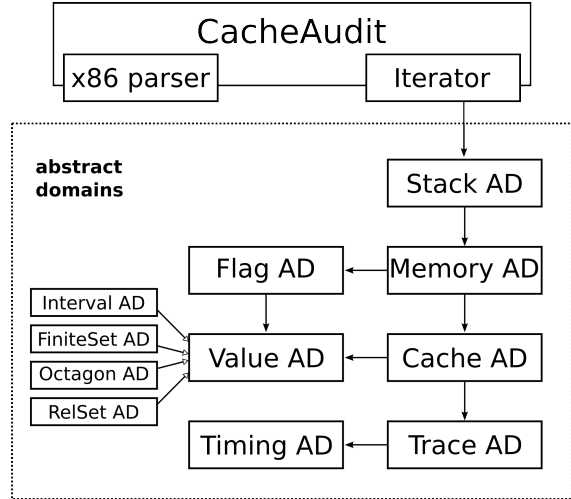 CacheAudit
x86 parser
Iterator
abstract
domains
Stack AD
Flag AD
Memory AD
Interval AD
FiniteSet AD
Octagon AD
RelSet AD
Value AD
Cache AD
Timing AD
Trace AD